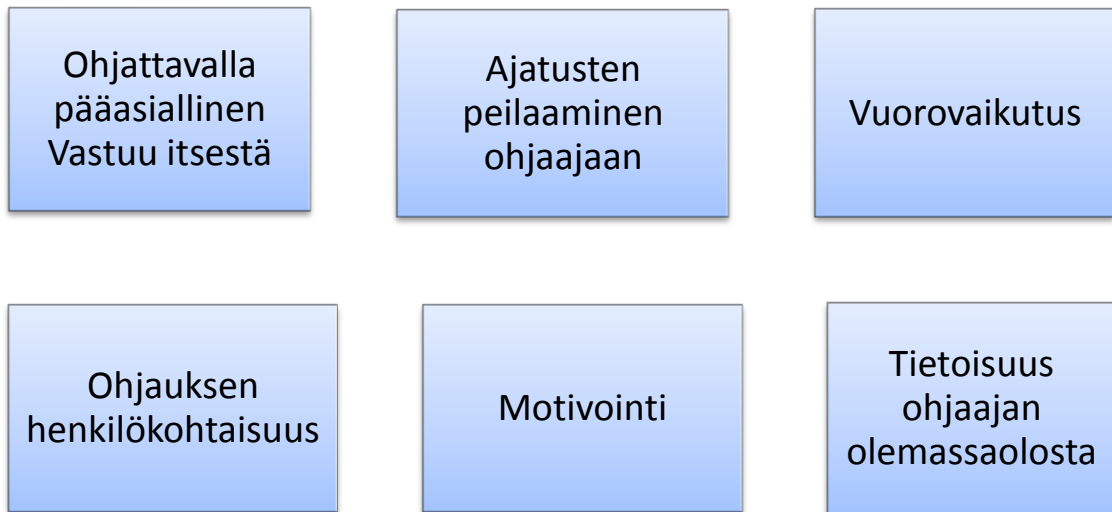 Ohjattavalla
pääasiallinen
Vastuu itsestä
Ajatusten
peilaaminen
ohjaajaan
Vuorovaikutus
Ohjauksen
henkilökohtaisuus
Motivointi
Tietoisuus
ohjaajan
olemassaolosta